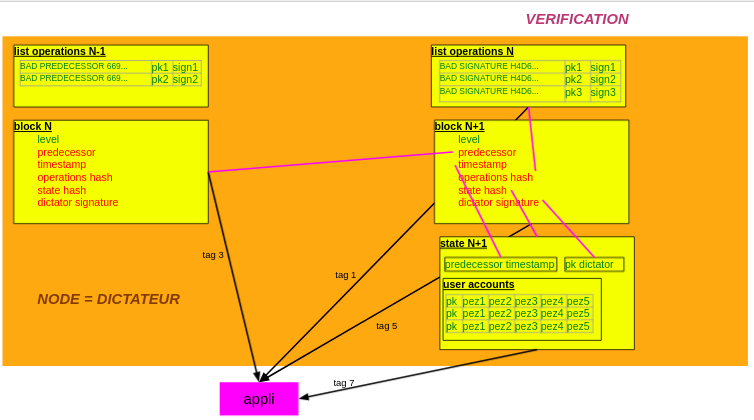 VERIFICATION
list operations N-1
BAD PREDECESSOR 669... pk1 sign1
BAD PREDECESSOR 669... pk2 sign2
list operations N
BAD SIGNATURE H4D6... pk1 sign1
BAD SIGNATURE H4D6... pk2 sign2
BAD SIGNATURE H4D6... pk3 sign3
block N
level
predecessor
timestamp
operations hash
state hash
dictator signature
block N+1
level
predecessor
timestamp
operations hash
state hash
dictator signature
state N+1
predecessor timestamp
pk dictator
user accounts
pk pez1 pez2 pez3 pez4 pez5
pk pez1 pez2 pez3 pez4 pez5
pk pez1 pez2 pez3 pez4 pez5
tag 3
tag 1
NODE = DICTATEUR
tag 5
tag 7
appli